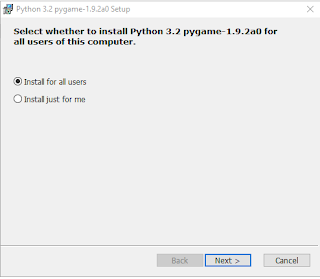 Python 3.2 pygame-1.9.2a0 Setup
Select whether to install Python 3.2 pygame-1.9.2a0 for
all users of this computer.
Install for all users
Install just for me
Back Next > Cancel